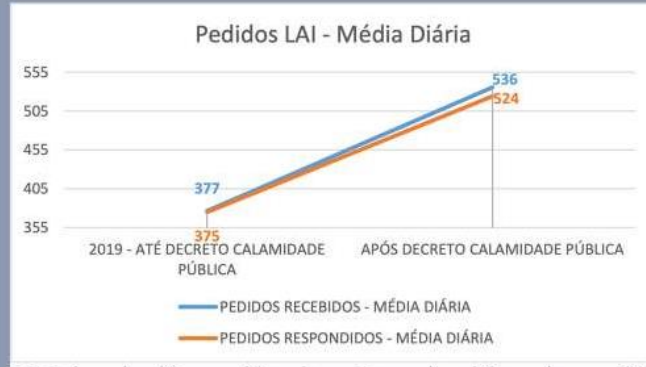 Pedidos LAI - Média Diária
555
505
455
405
355
377
375
536
524
2019 - ATÉ DECRETO CALAMIDADE
PÚBLICA
APÓS DECRETO CALAMIDADE PÚBLICA
PEDIDOS RECEBIDOS - MÉDIA DIÁRIA
PEDIDOS RESPONDIDOS - MÉDIA DIÁRIA